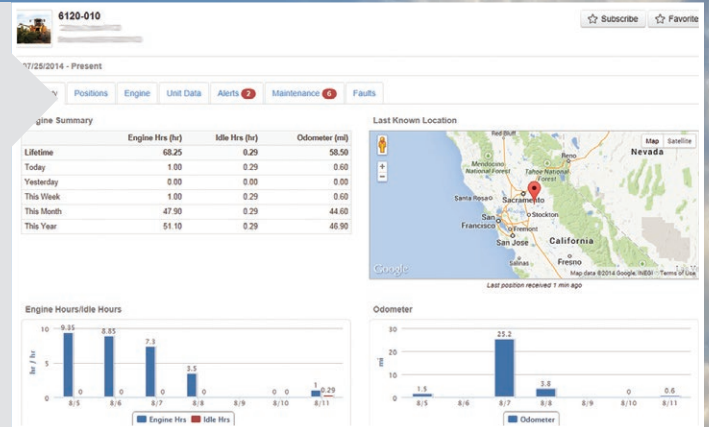 6120-010
Subscribe
Favorite
07/25/2014 - Present
Positions
Engine
Unit Data
Alerts 2
Maintenance 6
Faults
Engine Summary
Engine Hrs (hr) Idle Hrs (hr) Odometer (mi)
Lifetime 68.25 0.29 58.50
Today 1.00 0.29 0.60
Yesterday 0.00 0.00 0.00
This Week 1.00 0.29 0.60
This Month 47.90 0.29 44.60
This Year 51.10 0.29 46.90
Last Known Location
Map Satellite
Red Bluff
Reno
Nevada
Mendocino
National Forest
Tahoe National
Forest
Santa Rosa
Sacramento
Stockton
San
Francisco
Fremont
San Jose
California
Salinas
Fresno
Google
Map data ©2014 Google, INEGI
Terms of Use
Last position received 1 min ago
Engine Hours/Idle Hours
hr / hr
10
5
0
9.35
0
8.85
0
7.3
0
3.5
0
0 0
1
0.29
8/5 8/6 8/7 8/8 8/9 8/10 8/11
Engine Hrs Idle Hrs
Odometer
mi
30
20
10
0
1.5
25.2
3.8
0
0.6
8/5 8/6 8/7 8/8 8/9 8/10 8/11
Odometer